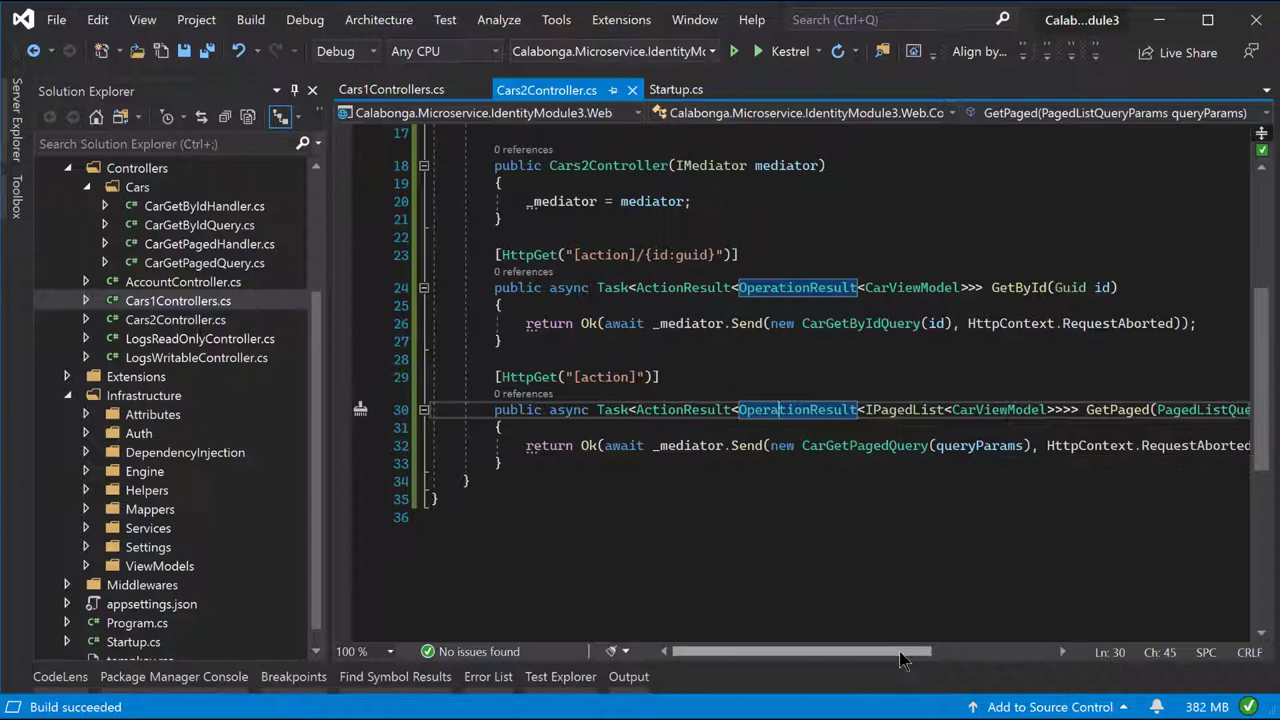 File Edit View Project Build Debug Architecture Test Analyze Tools Extensions Window Help Search (Ctrl+Q) Calab...dule3
Debug Any CPU Calabonga.Microservice.IdentityMo Kestrel Align by... Live Share
Server Explorer
Toolbox
Solution Explorer
Search Solution Explorer (Ctrl+;)
Controllers
Cars
C# CarGetByIdHandler.cs
C# CarGetByIdQuery.cs
C# CarGetPagedHandler.cs
C# CarGetPagedQuery.cs
C# AccountController.cs
C# Cars1Controllers.cs
C# Cars2Controller.cs
C# LogsReadOnlyController.cs
C# LogsWritableController.cs
Extensions
Infrastructure
Attributes
Auth
DependencyInjection
Engine
Helpers
Mappers
Services
Settings
ViewModels
Middlewares
appsettings.json
C# Program.cs
C# Startup.cs
Cars1Controllers.cs Cars2Controller.cs Startup.cs
Calabonga.Microservice.IdentityModule3.Web Calabonga.Microservice.IdentityModule3.Web.Co GetPaged(PagedListQueryParams queryParams)
17
0 references
18 public Cars2Controller(IMediator mediator)
19 {
20 _mediator = mediator;
21 }
22
23 [HttpGet("[action]/{id:guid}")]
0 references
24 public async Task<ActionResult<OperationResult<CarViewModel>>> GetById(Guid id)
25 {
26 return Ok(await _mediator.Send(new CarGetByIdQuery(id), HttpContext.RequestAborted));
27 }
28
29 [HttpGet("[action]")]
0 references
30 public async Task<ActionResult<OperationResult<IPagedList<CarViewModel>>>> GetPaged(PagedListQue
31 {
32 return Ok(await _mediator.Send(new CarGetPagedQuery(queryParams), HttpContext.RequestAborted
33 }
34 }
35 }
36
100 % No issues found Ln: 30 Ch: 45 SPC CRLF
CodeLens Package Manager Console Breakpoints Find Symbol Results Error List Test Explorer Output
Build succeeded Add to Source Control 382 MB